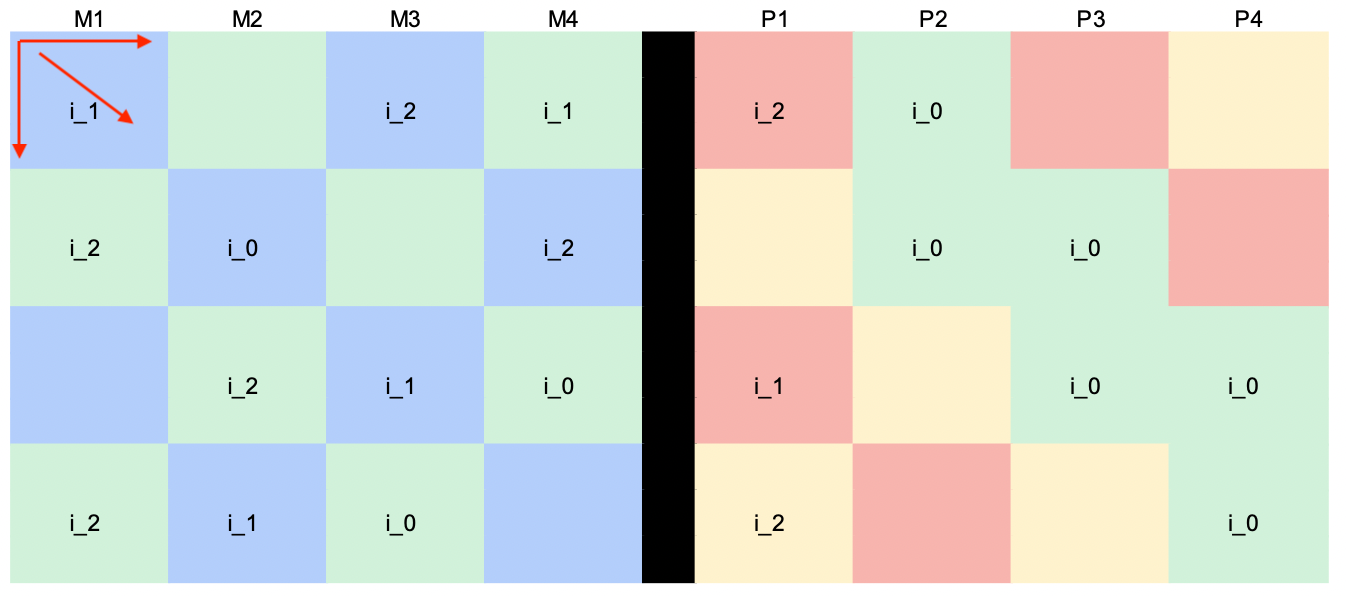 M1 M2 M3 M4 P1 P2 P3 P4
i_1 i_2 i_1 i_2 i_0
i_2 i_0 i_2 i_0 i_0
i_2 i_1 i_0 i_1 i_0 i_0
i_2 i_1 i_0 i_2 i_0